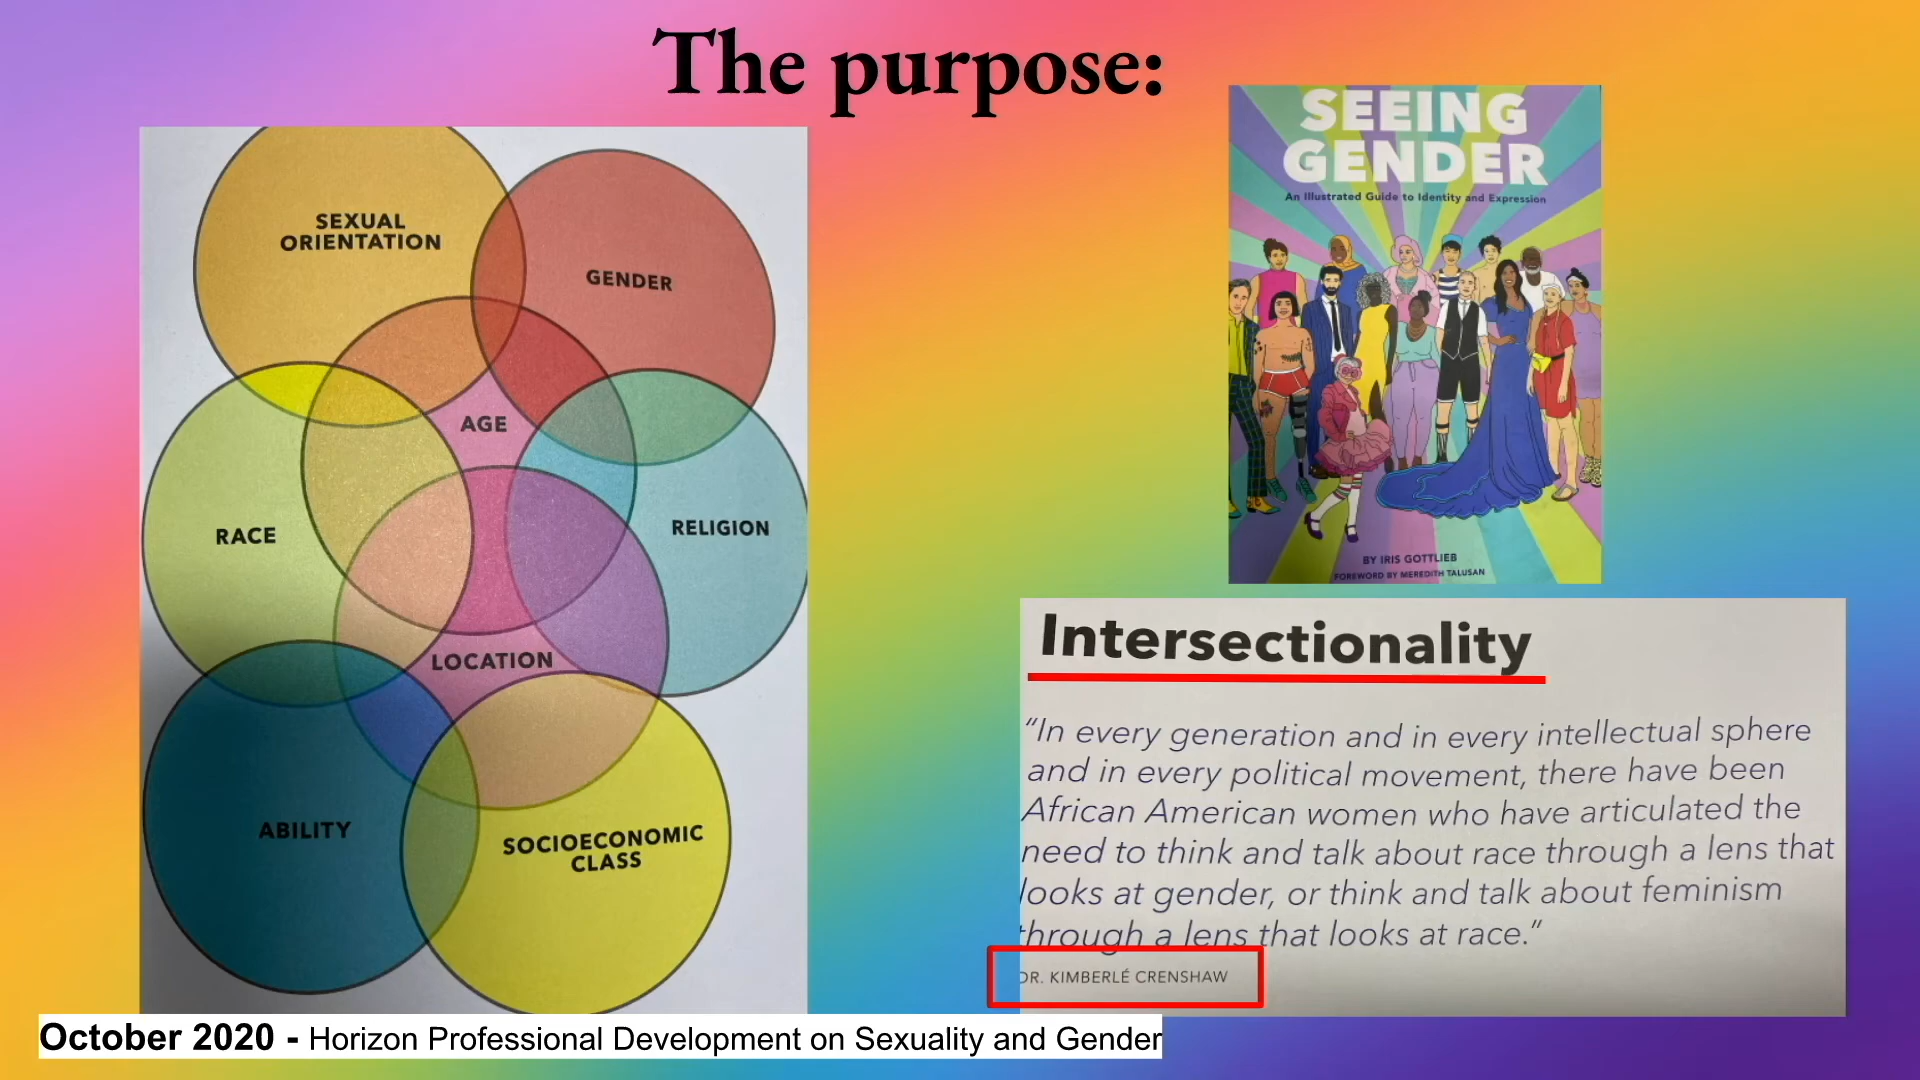 The purpose:
SEXUAL
ORIENTATION
GENDER
AGE
RACE
RELIGION
LOCATION
ABILITY
SOCIOECONOMIC
CLASS
SEEING
GENDER
An Illustrated Guide to Identity and Expression
BY IRIS GOTTLIEB
FOREWORD BY MEREDITH TALUSAN
Intersectionality
“In every generation and in every intellectual sphere
and in every political movement, there have been
African American women who have articulated the
need to think and talk about race through a lens that
looks at gender, or think and talk about feminism
through a lens that looks at race.”
DR. KIMBERLÉ CRENSHAW
October 2020 - Horizon Professional Development on Sexuality and Gender